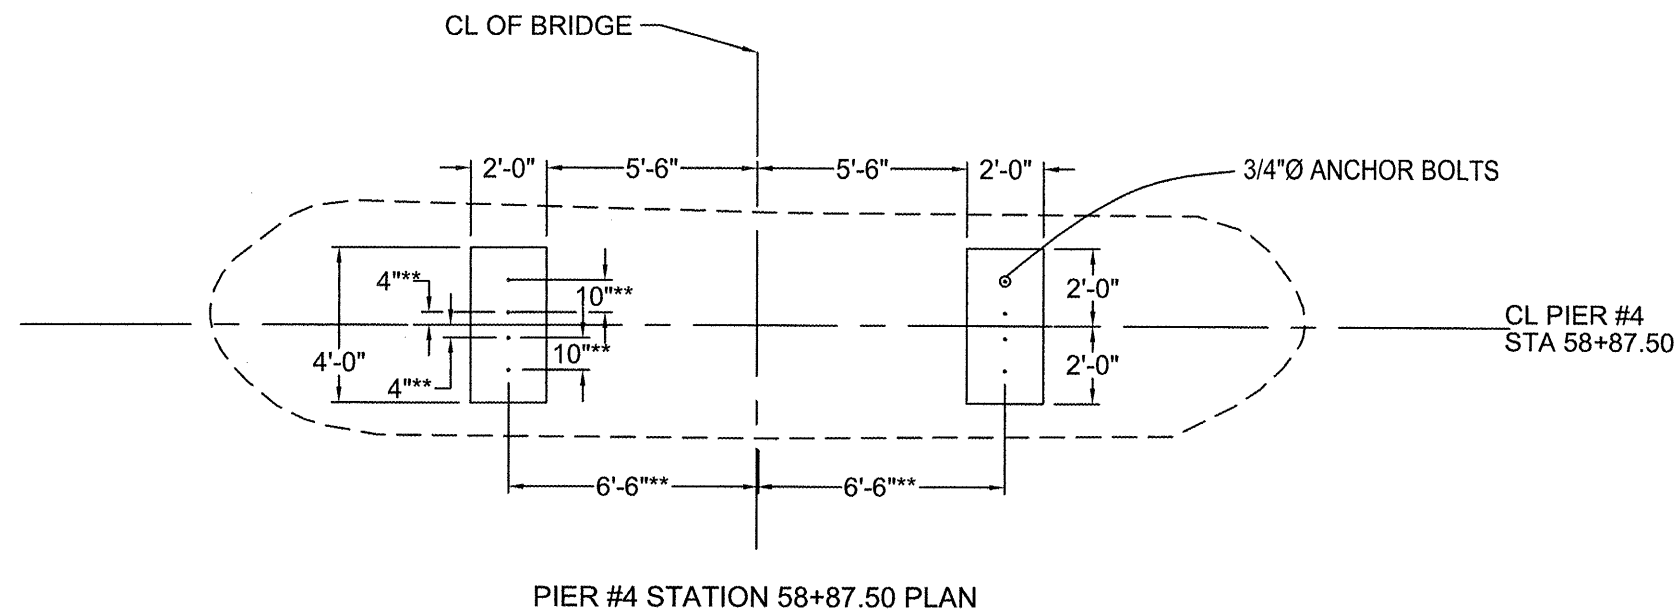 CL OF BRIDGE
2'-0"
5'-6"
5'-6"
2'-0"
3/4"Ø ANCHOR BOLTS
4"**
10"**
2'-0"
CL PIER #4
STA 58+87.50
4'-0"
10"**
2'-0"
4"**
6'-6"**
6'-6"**
PIER #4 STATION 58+87.50 PLAN